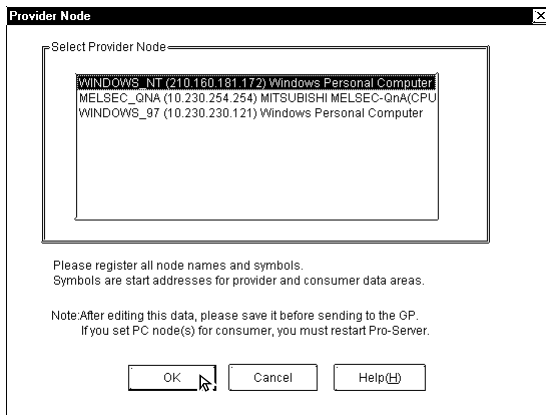 Provider Node
Select Provider Node
WINDOWS_NT (210.160.181.172) Windows Personal Computer
MELSEC_QNA (10.230.254.254) MITSUBISHI MELSEC-QnA(CPU
WINDOWS_97 (10.230.230.121) Windows Personal Computer
Please register all node names and symbols.
Symbols are start addresses for provider and consumer data areas.
Note:After editing this data, please save it before sending to the GP.
If you set PC node(s) for consumer, you must restart Pro-Server.
OK Cancel Help(H)